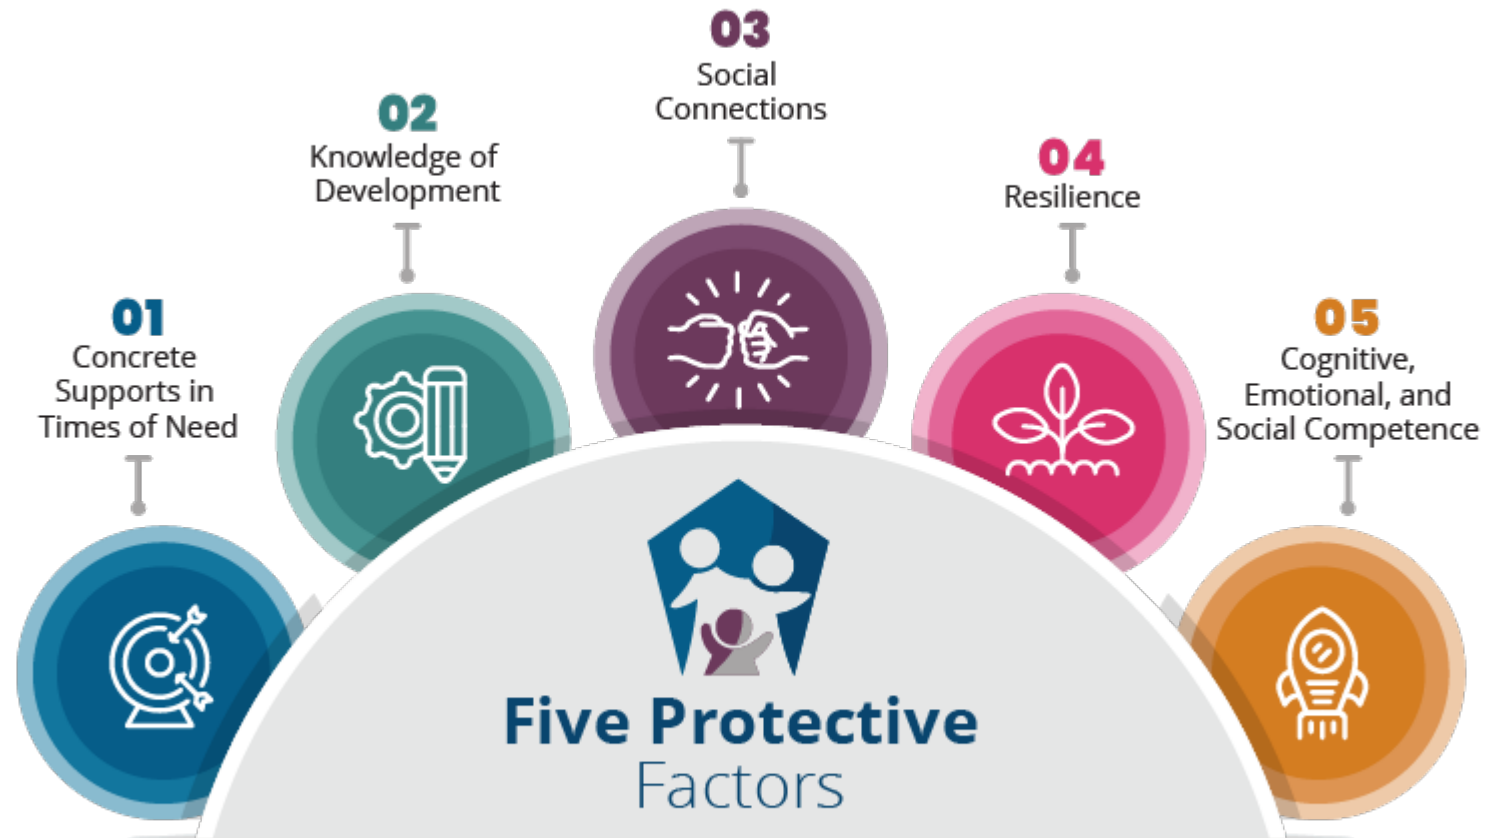 01
Concrete
Supports in
Times of Need
02
Knowledge of
Development
03
Social
Connections
04
Resilience
05
Cognitive,
Emotional, and
Social Competence
Five Protective
Factors